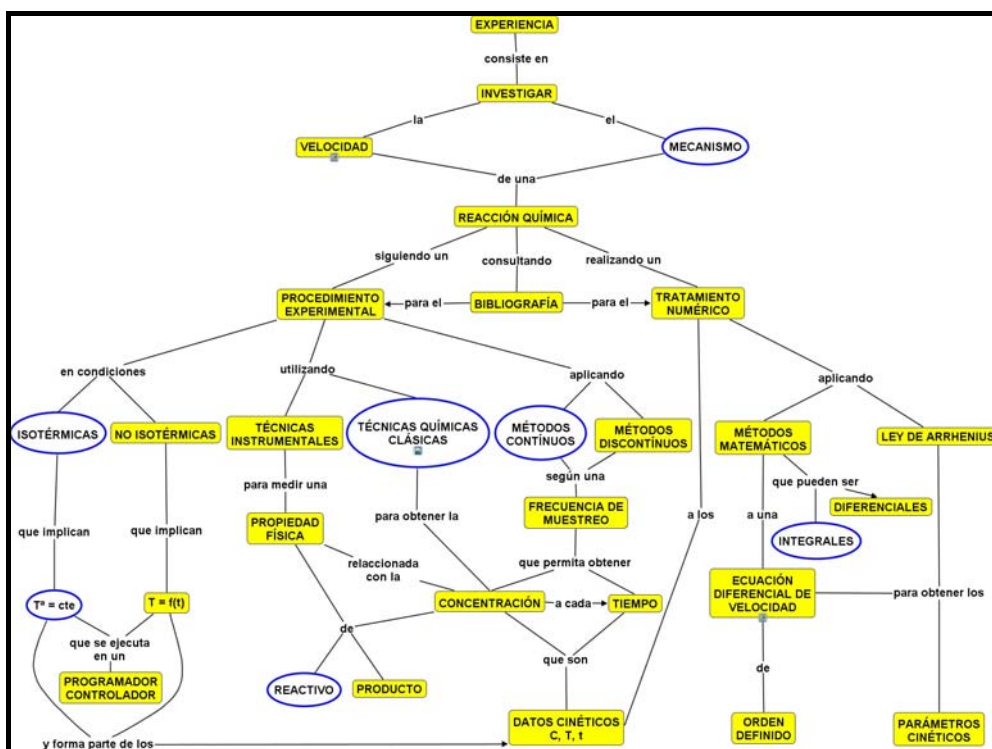 EXPERIENCIA
consiste en
INVESTIGAR
la
el
VELOCIDAD
MECANISMO
de una
REACCIÓN QUÍMICA
siguiendo un
consultando
realizando un
PROCEDIMIENTO
EXPERIMENTAL
para el
BIBLIOGRAFÍA
para el
TRATAMIENTO
NUMÉRICO
en condiciones
utilizando
aplicando
aplicando
ISOTÉRMICAS
NO ISOTÉRMICAS
TÉCNICAS
INSTRUMENTALES
TÉCNICAS QUÍMICAS
CLÁSICAS
MÉTODOS
CONTÍNUOS
MÉTODOS
DISCONTÍNUOS
MÉTODOS
MATEMÁTICOS
LEY DE ARRHENIUS
según una
para medir una
que pueden ser
DIFERENCIALES
FRECUENCIA DE
MUESTREO
que implican
que implican
PROPIEDAD
FÍSICA
para obtener la
a los
a una
INTEGRALES
relaccionada
con la
que permita obtener
ECUACIÓN
DIFERENCIAL DE
VELOCIDAD
para obtener los
Tª = cte
T = f(t)
CONCENTRACIÓN
a cada
TIEMPO
que se ejecuta
en un
de
que son
de
PROGRAMADOR
CONTROLADOR
REACTIVO
PRODUCTO
DATOS CINÉTICOS
C, T, t
ORDEN
DEFINIDO
PARÁMETROS
CINÉTICOS
y forma parte de los